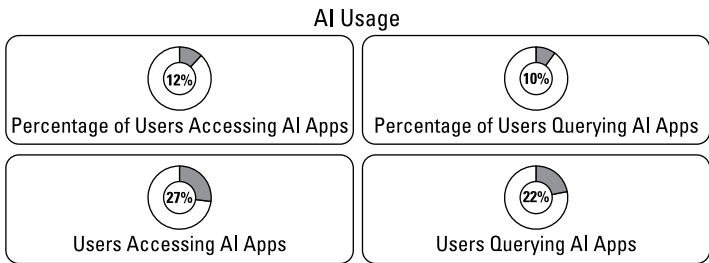 AI Usage
12%
Percentage of Users Accessing AI Apps
10%
Percentage of Users Querying AI Apps
27%
Users Accessing AI Apps
22%
Users Querying AI Apps